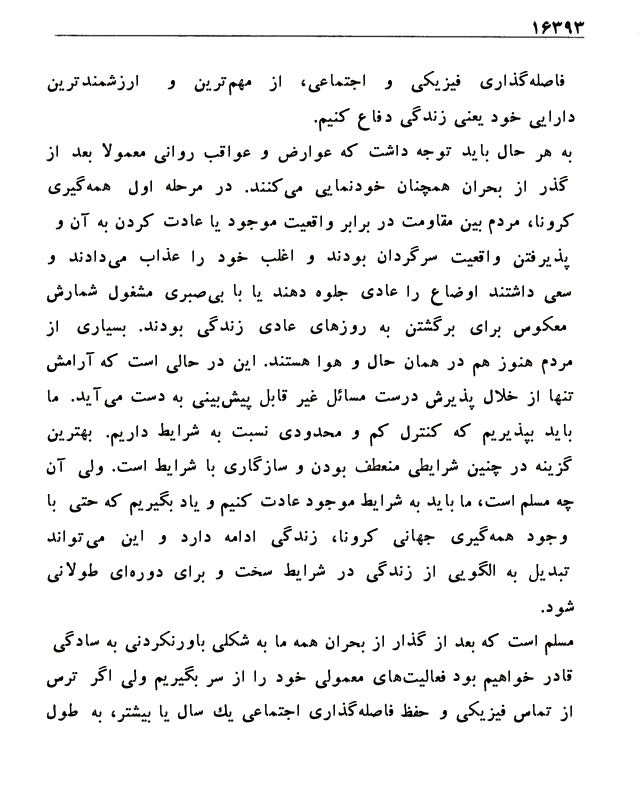 ۱۶۳۹۳
فاصله‌گذاری فیزیکی و اجتماعی، از مهم‌ترین و ارزشمندترین
دارایی خود یعنی زندگی دفاع کنیم.
به هر حال باید توجه داشت که عوارض و عواقب روانی معمولا بعد از
گذر از بحران همچنان خودنمایی می‌کنند. در مرحله اول همه‌گیری
کرونا، مردم بین مقاومت در برابر واقعیت موجود یا عادت کردن به آن و
پذیرفتن واقعیت سرگردان بودند و اغلب خود را عذاب می‌دادند و
سعی داشتند اوضاع را عادی جلوه دهند یا با بی‌صبری مشغول شمارش
معکوس برای برگشتن به روزهای عادی زندگی بودند. بسیاری از
مردم هنوز هم در همان حال و هوا هستند. این در حالی است که آرامش
تنها از خلال پذیرش درست مسائل غیر قابل پیش‌بینی به دست می‌آید. ما
باید بپذیریم که کنترل کم و محدودی نسبت به شرایط داریم. بهترین
گزینه در چنین شرایطی منعطف بودن و سازگاری با شرایط است. ولی آن
چه مسلم است، ما باید به شرایط موجود عادت کنیم و یاد بگیریم که حتی با
وجود همه‌گیری جهانی کرونا، زندگی ادامه دارد و این می‌تواند
تبدیل به الگویی از زندگی در شرایط سخت و برای دوره‌ای طولانی
شود.
مسلم است که بعد از گذار از بحران همه ما به شکلی باورنکردنی به سادگی
قادر خواهیم بود فعالیت‌های معمولی خود را از سر بگیریم ولی اگر ترس
از تماس فیزیکی و حفظ فاصله‌گذاری اجتماعی یك سال یا بیشتر، به طول